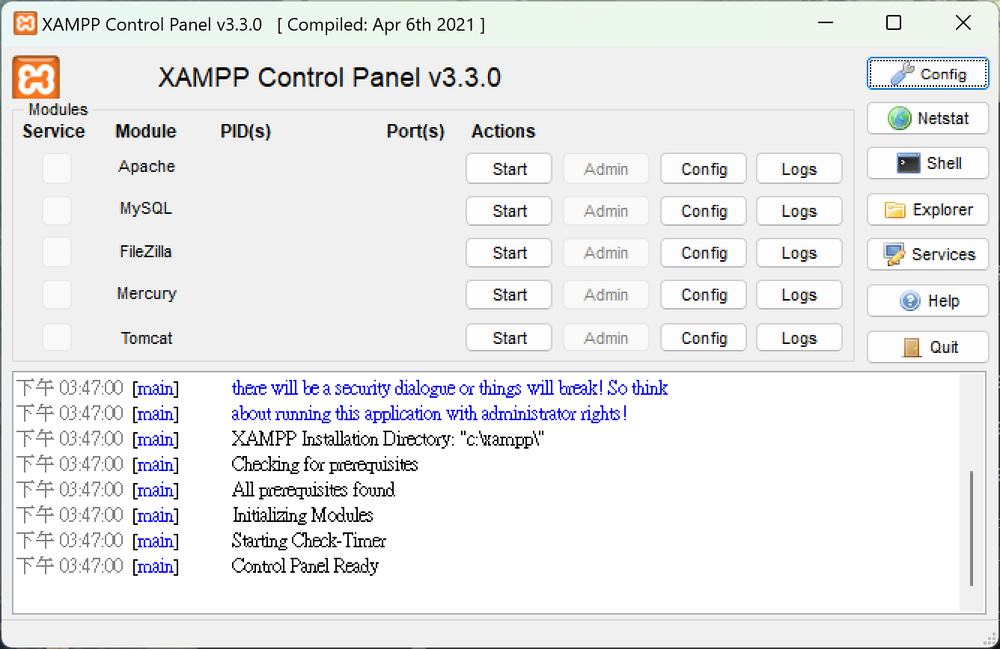 XAMPP Control Panel v3.3.0 [ Compiled: Apr 6th 2021 ]
XAMPP Control Panel v3.3.0
Config
Modules
Service Module PID(s) Port(s) Actions
Netstat
Apache Start Admin Config Logs
Shell
MySQL Start Admin Config Logs
Explorer
FileZilla Start Admin Config Logs
Services
Mercury Start Admin Config Logs
Help
Tomcat Start Admin Config Logs
Quit
下午 03:47:00 [main] there will be a security dialogue or things will break! So think
下午 03:47:00 [main] about running this application with administrator rights!
下午 03:47:00 [main] XAMPP Installation Directory: "c:\xampp\"
下午 03:47:00 [main] Checking for prerequisites
下午 03:47:00 [main] All prerequisites found
下午 03:47:00 [main] Initializing Modules
下午 03:47:00 [main] Starting Check-Timer
下午 03:47:00 [main] Control Panel Ready